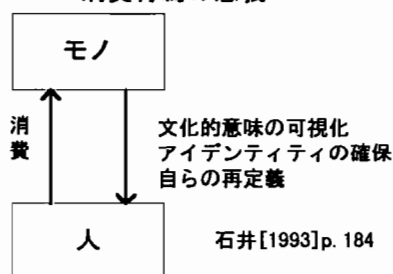 モノ
消
費
文化的意味の可視化
アイデンティティの確保
自らの再定義
人
石井[1993]p. 184